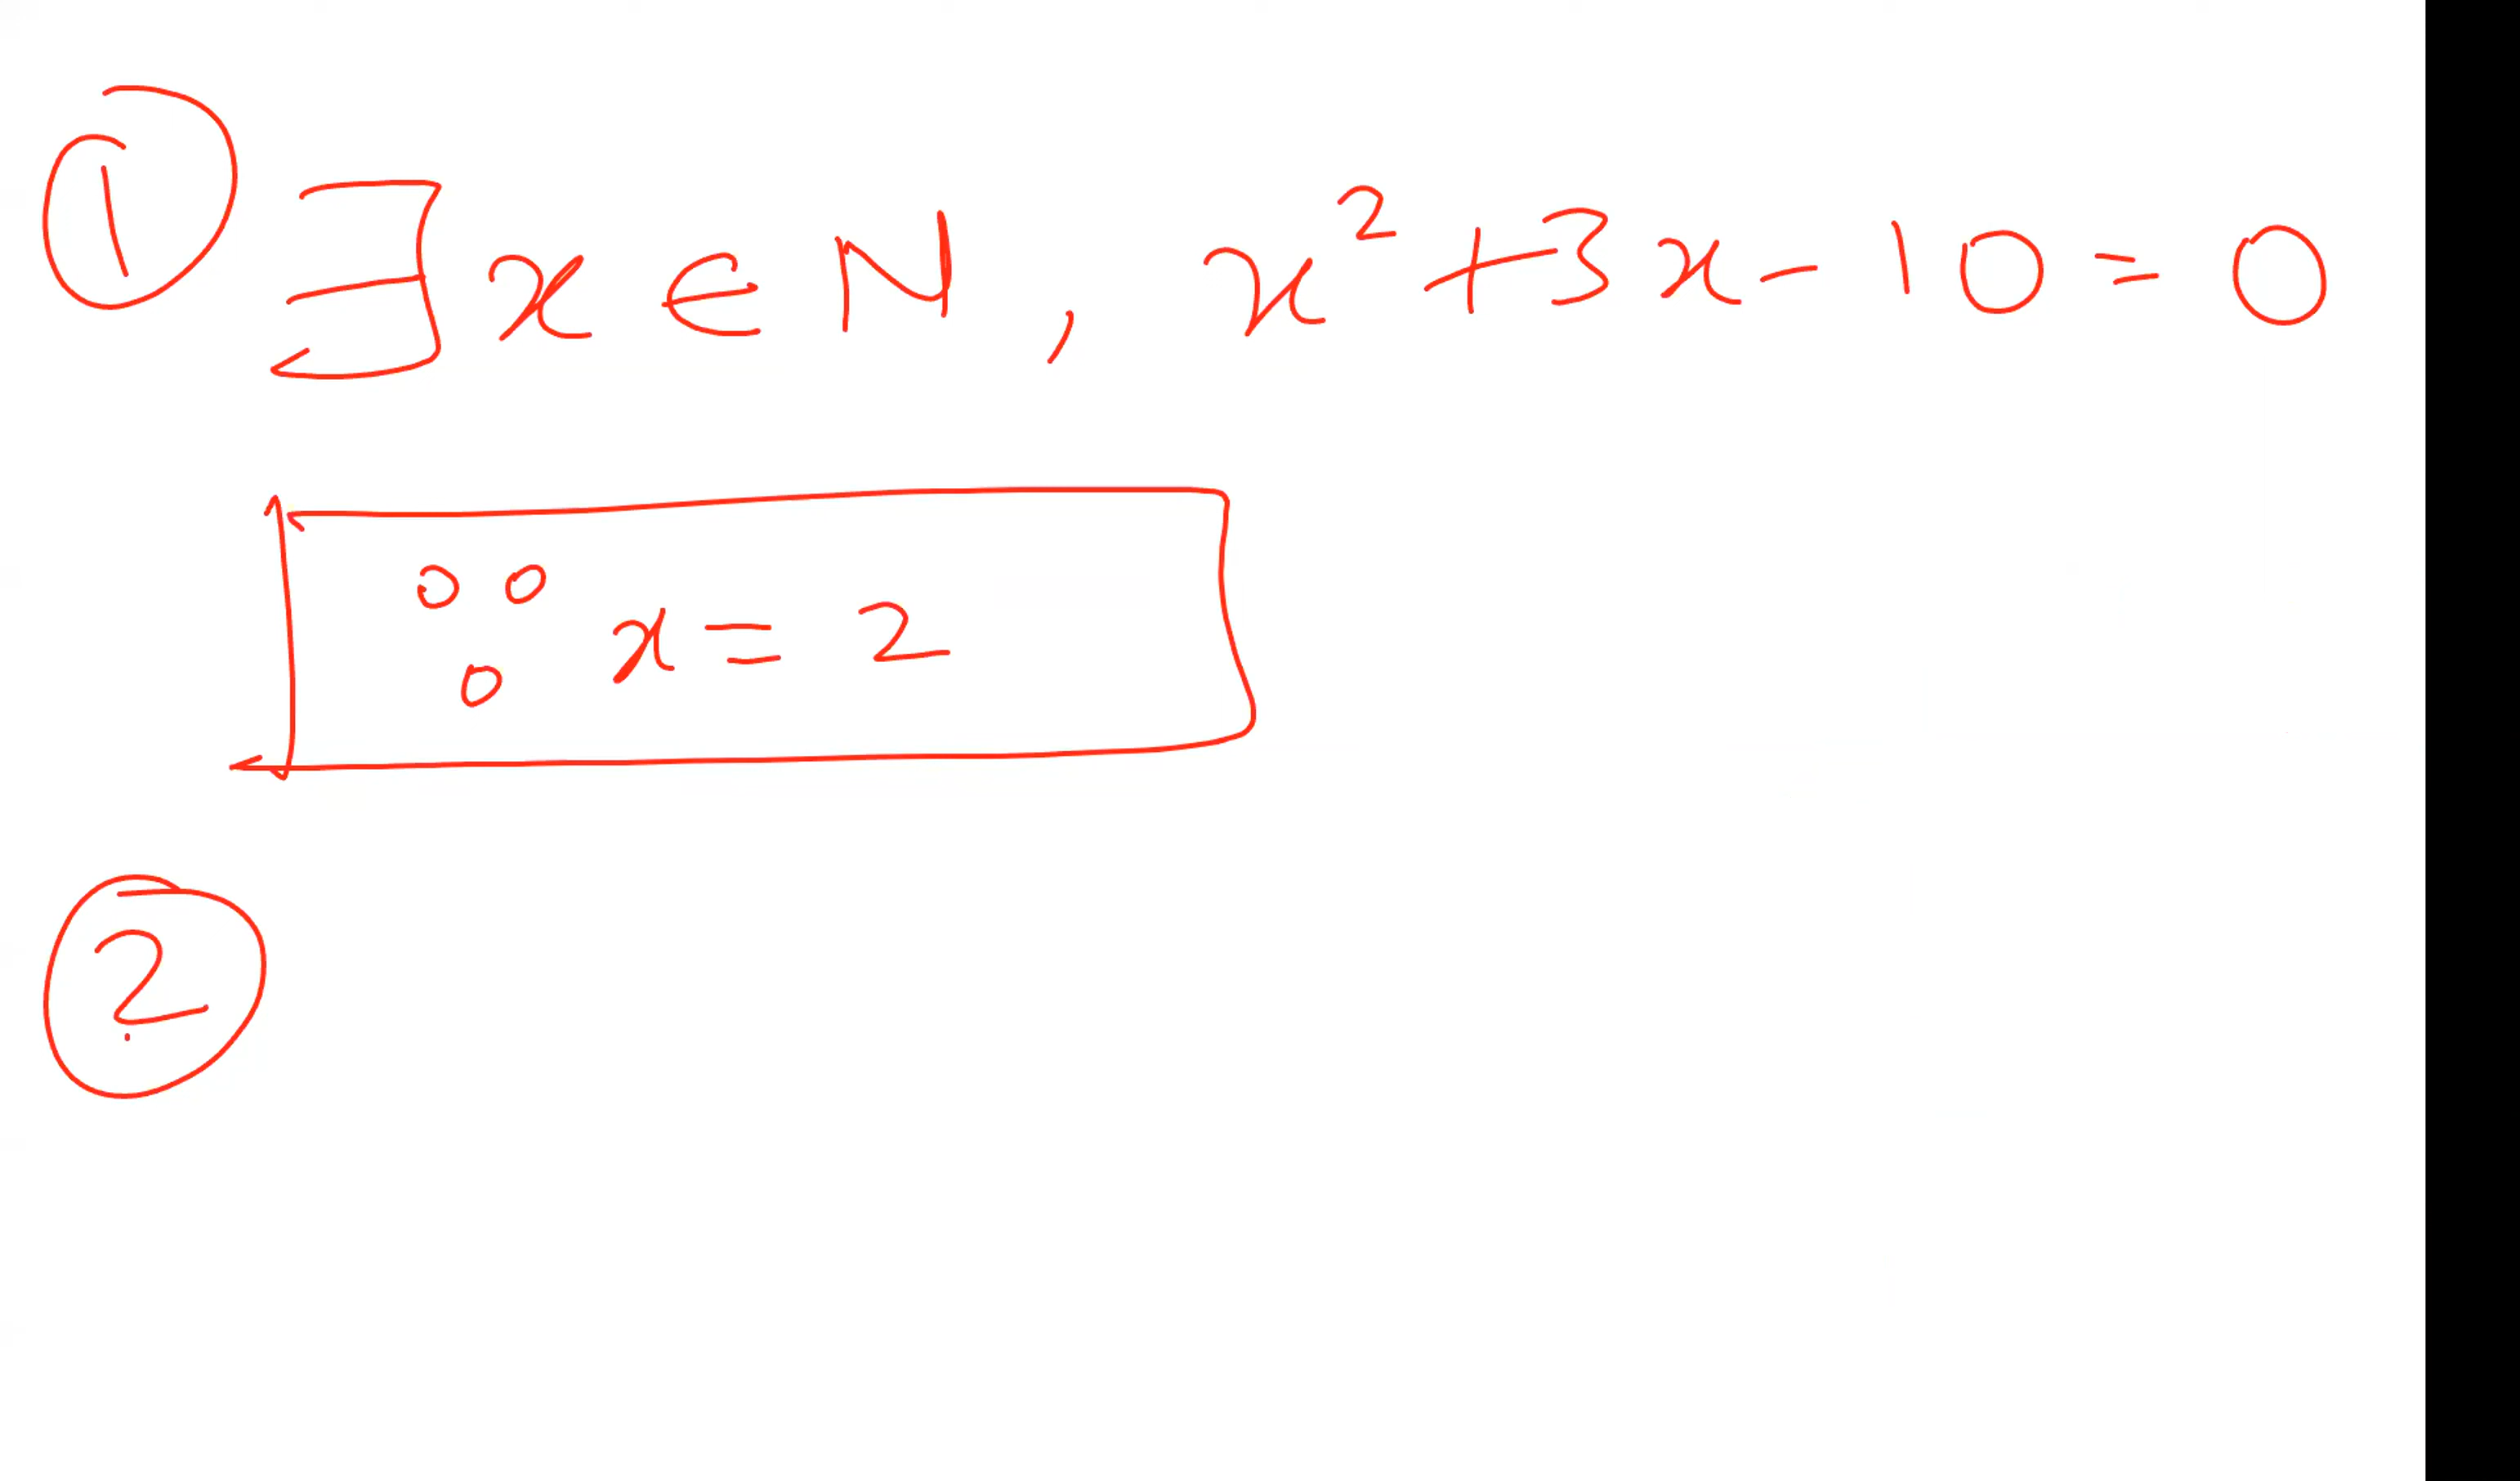 ① ∃x∈N, x²+3x-10=0
∵ x=2
②